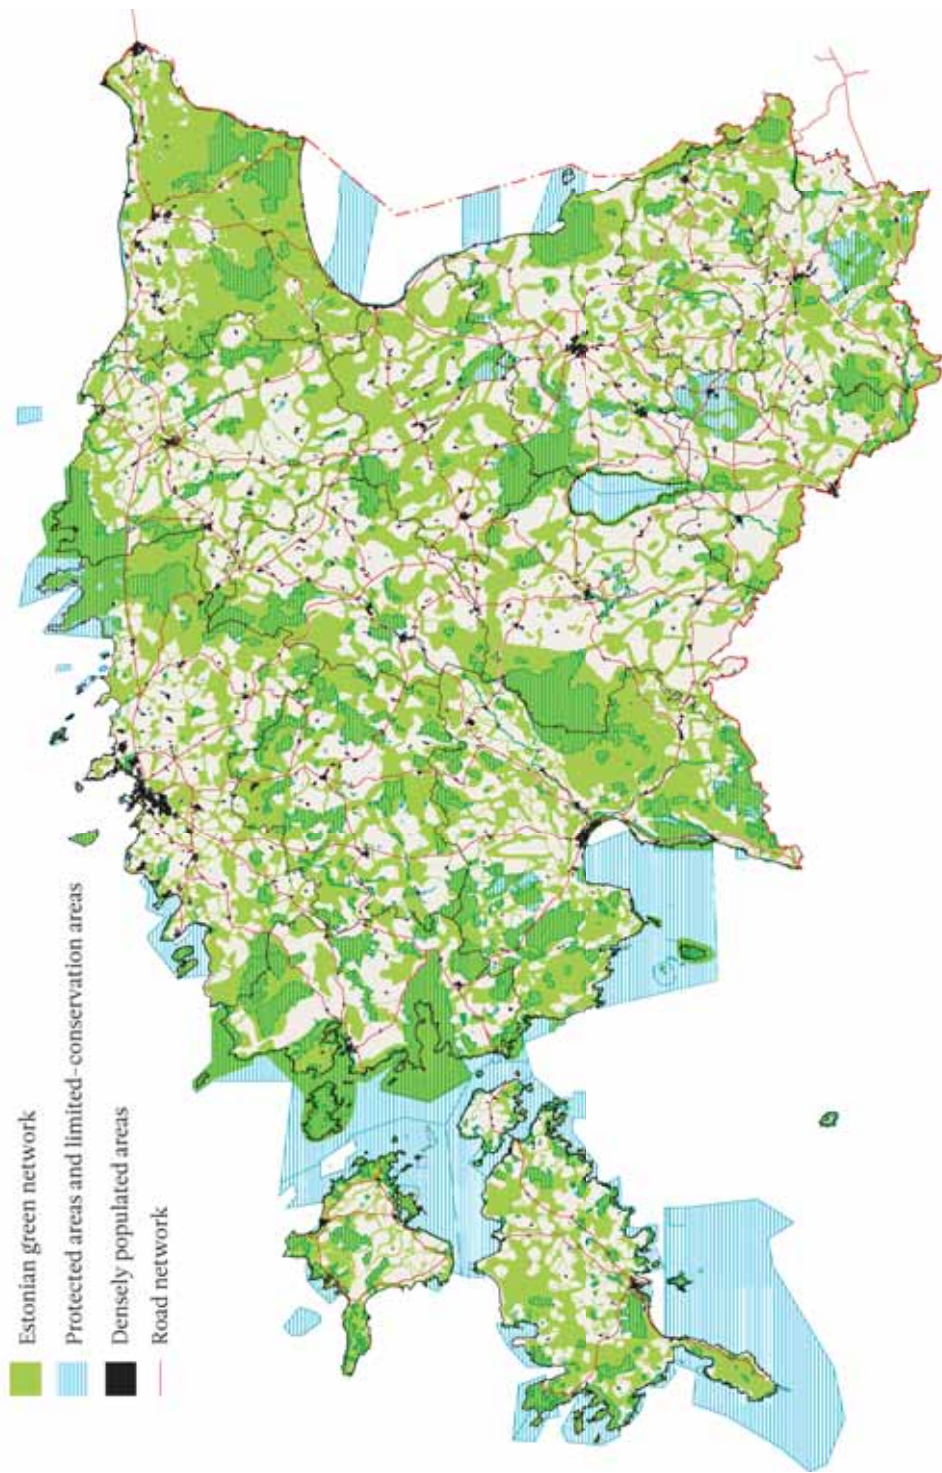 Estonian green network
Protected areas and limited-conservation areas
Densely populated areas
Road network